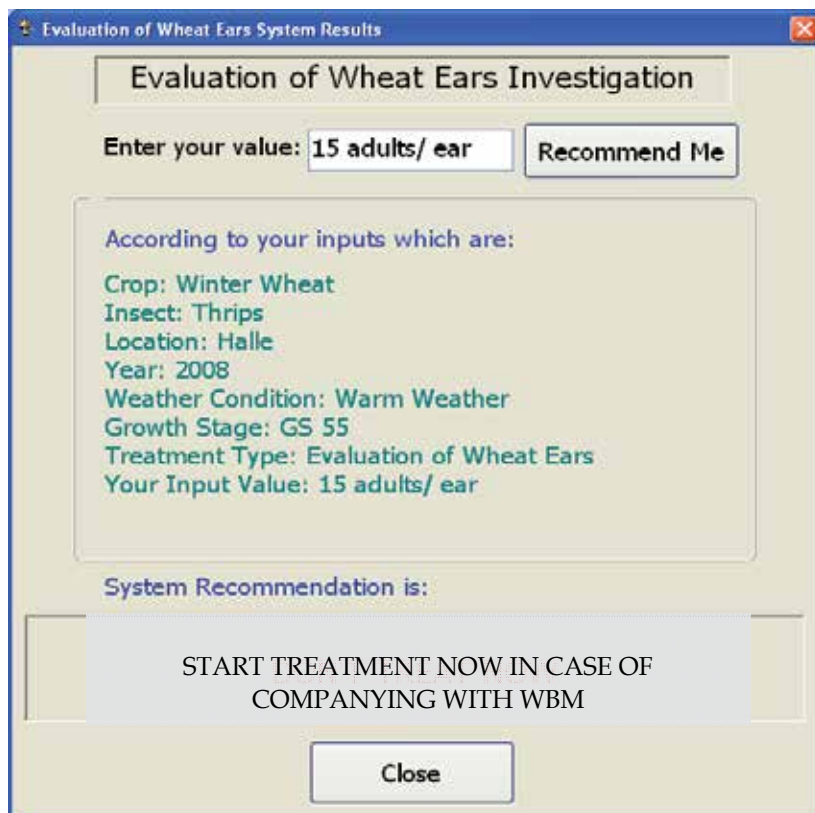 Evaluation of Wheat Ears System Results
Evaluation of Wheat Ears Investigation
Enter your value: 15 adults/ ear Recommend Me
According to your inputs which are:
Crop: Winter Wheat
Insect: Thrips
Location: Halle
Year: 2008
Weather Condition: Warm Weather
Growth Stage: GS 55
Treatment Type: Evaluation of Wheat Ears
Your Input Value: 15 adults/ ear
System Recommendation is:
START TREATMENT NOW IN CASE OF
COMPANYING WITH WBM
Close